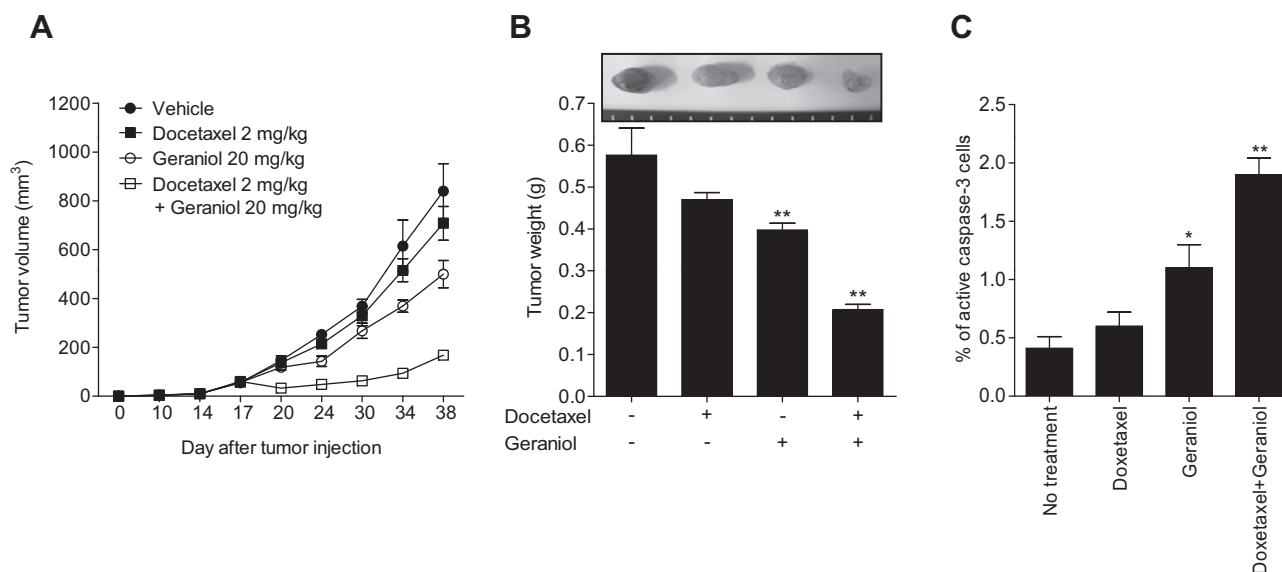 A
1200
1000
800
600
400
200
0
Tumor volume (mm3)
Vehicle
Docetaxel 2 mg/kg
Geraniol 20 mg/kg
Docetaxel 2 mg/kg
+ Geraniol 20 mg/kg
0 10 14 17 20 24 30 34 38
Day after tumor injection
B
0.7
0.6
0.5
0.4
0.3
0.2
0.1
0.0
Tumor weight (g)
**
**
Docetaxel - + - +
Geraniol - - + +
C
2.5
2.0
1.5
1.0
0.5
0.0
% of active caspase-3 cells
*
**
No treatment
Doxetaxel
Geraniol
Doxetaxel+Geraniol